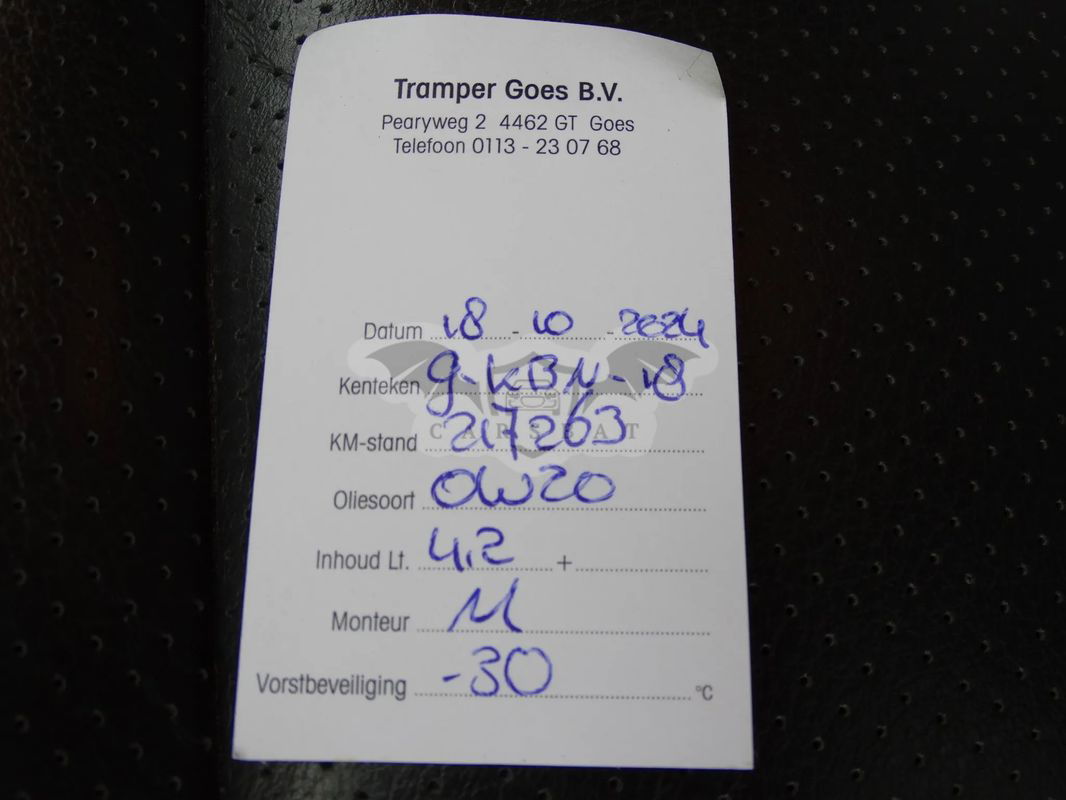 Tramper Goes B.V.
Pearyweg 2 4462 GT Goes
Telefoon 0113 - 23 07 68
Datum 18 - 10 - 2024
Kenteken 9-KBN-18
KM-stand 217263
CARSBAT
Oliesoort 0W20
Inhoud Lt. 4.2 +
Monteur M
Vorstbeveiliging -30 °C